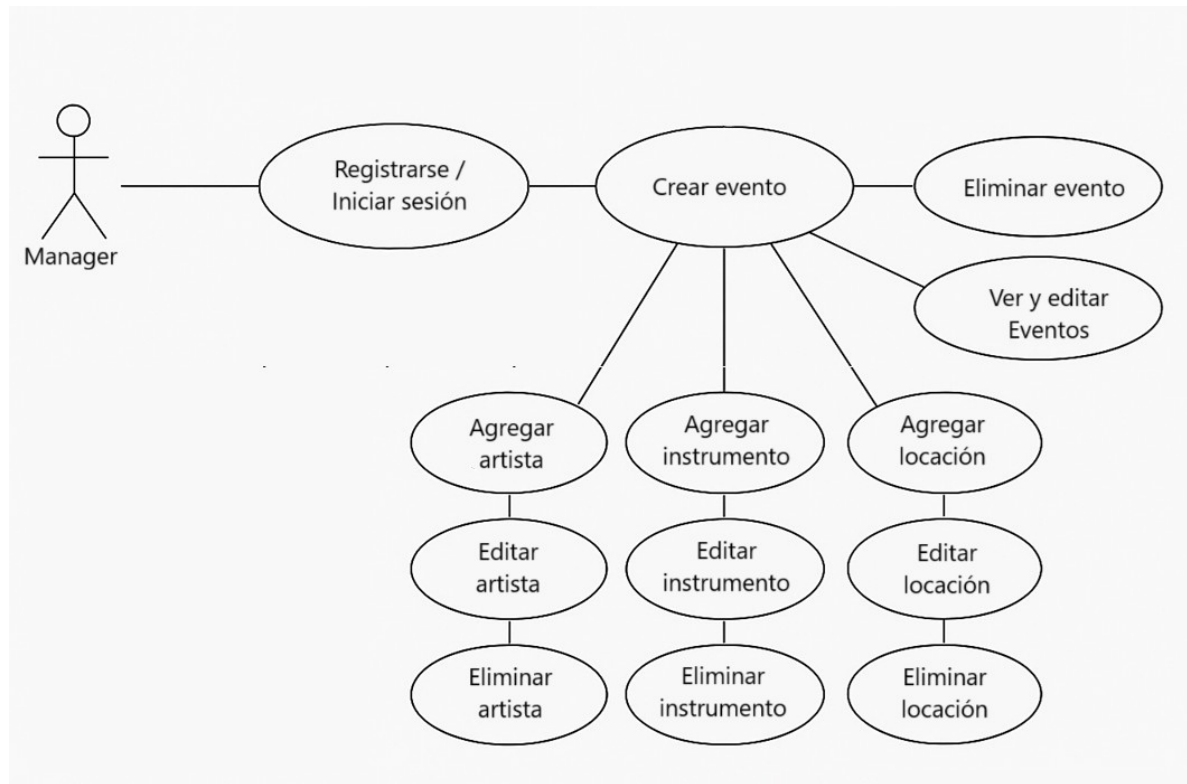 Registrarse /
Iniciar sesión
Crear evento
Eliminar evento
Manager
Ver y editar
Eventos
Agregar
artista
Agregar
instrumento
Agregar
locación
Editar
artista
Editar
instrumento
Editar
locación
Eliminar
artista
Eliminar
instrumento
Eliminar
locación